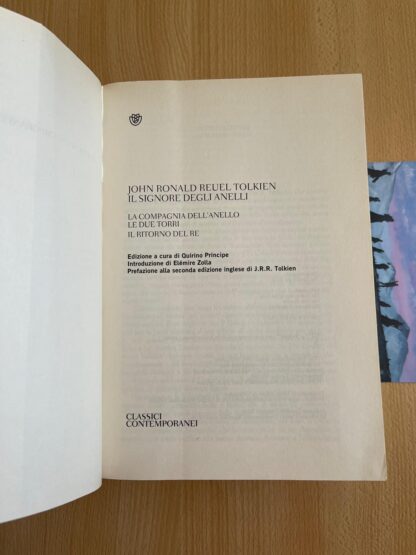 JOHN RONALD REUEL TOLKIEN
IL SIGNORE DEGLI ANELLI
LA COMPAGNIA DELL'ANELLO
LE DUE TORRI
IL RITORNO DEL RE
Edizione a cura di Quirino Principe
Introduzione di Elémire Zolla
Prefazione alla seconda edizione inglese di J.R.R. Tolkien
CLASSICI
CONTEMPORANEI